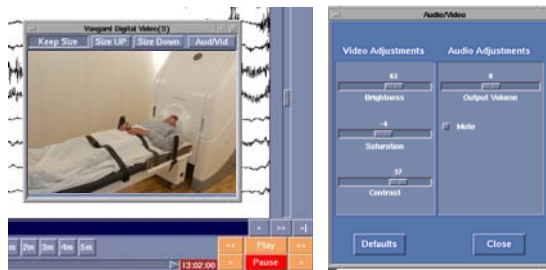 Vangard Digital Video(S)
Keep Size Size UP Size Down Aud/Vid
<< Play >>
m 2m 3m 4m 5m
13:02:00 Pause
Audio/Video
Video Adjustments Audio Adjustments
63 0
Brightness Output Volume
-4 Mute
Saturation
37
Contrast
Defaults Close